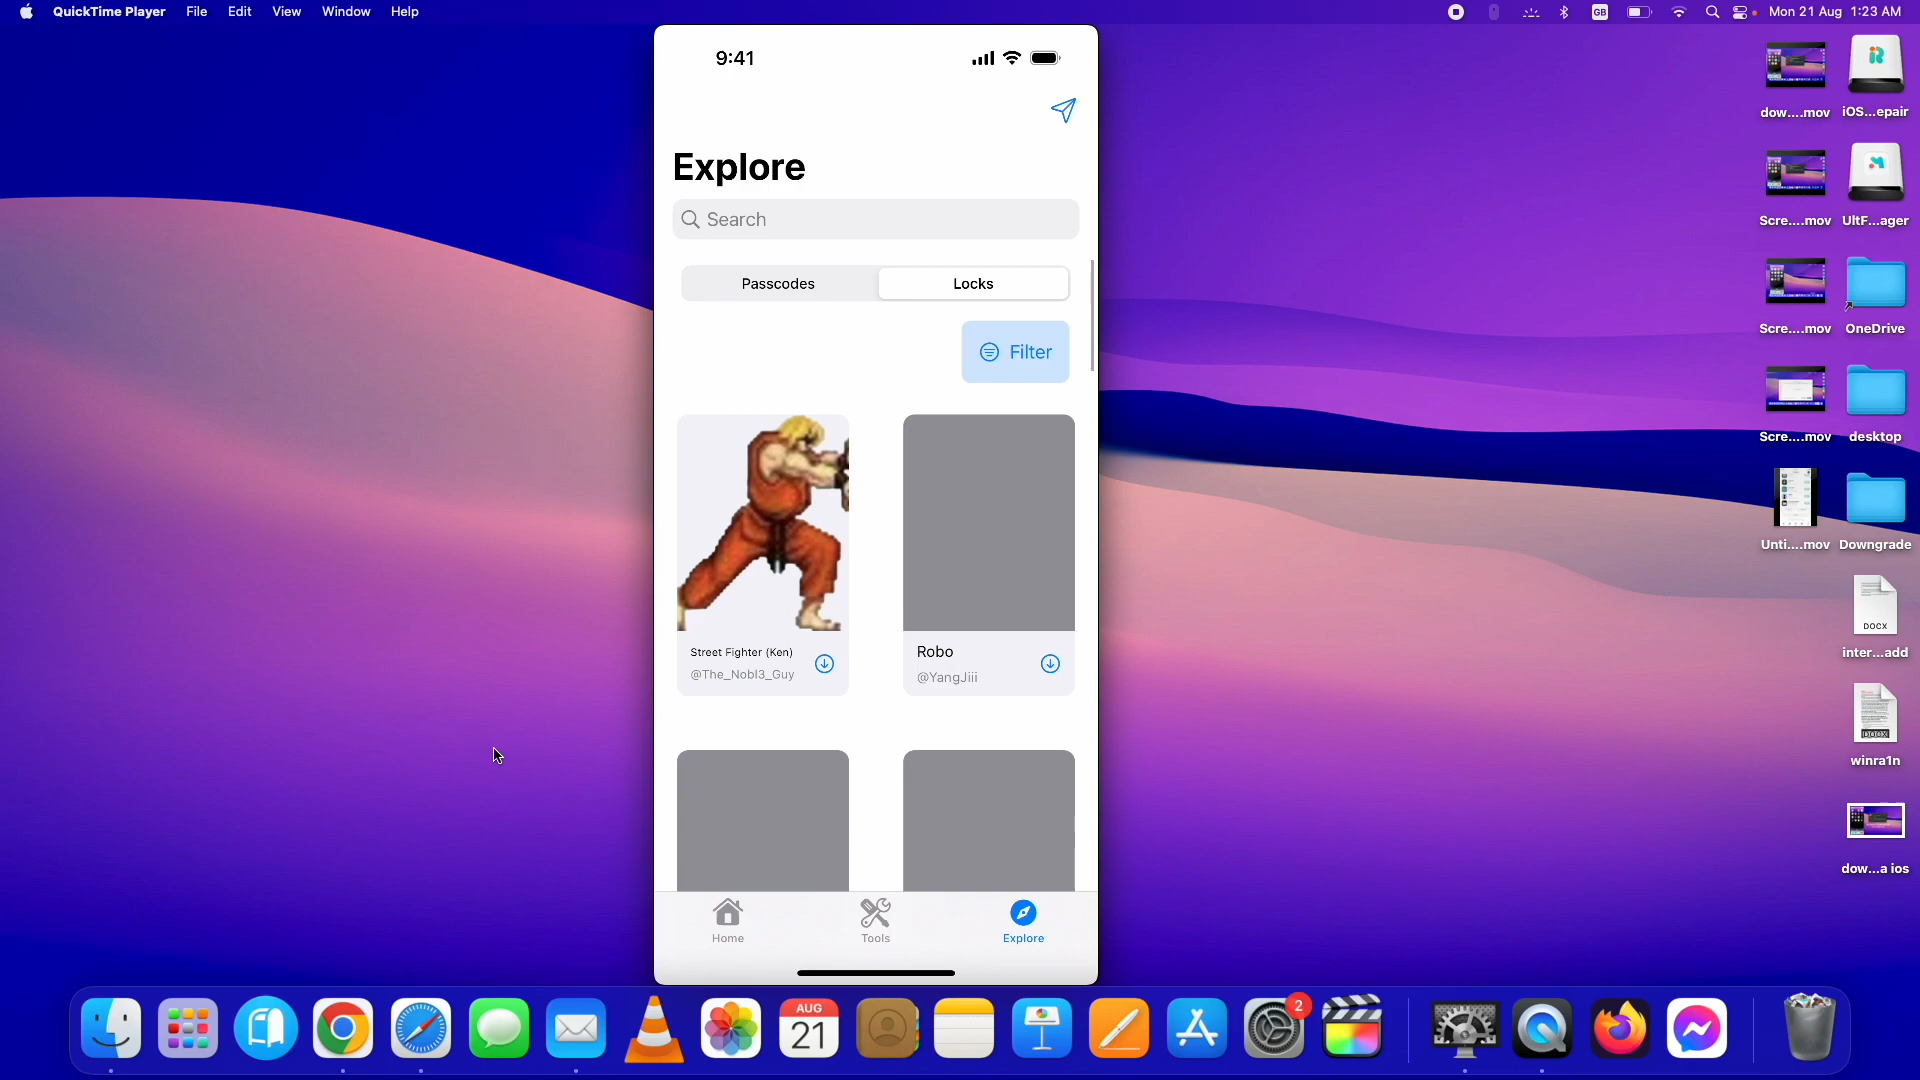 QuickTime Player File Edit View Window Help
GB Mon 21 Aug 1:23 AM
9:41
Explore
Search
Passcodes Locks
Filter
Street Fighter (Ken)
@The_Nobl3_Guy
Robo
@YangJiii
Home Tools Explore
dow....mov iOS...epair
Scre....mov UltF...ager
Scre....mov OneDrive
Scre....mov desktop
Unti....mov Downgrade
DOCX
inter...add
DOCX
winra1n
dow...a ios
AUG
21
2